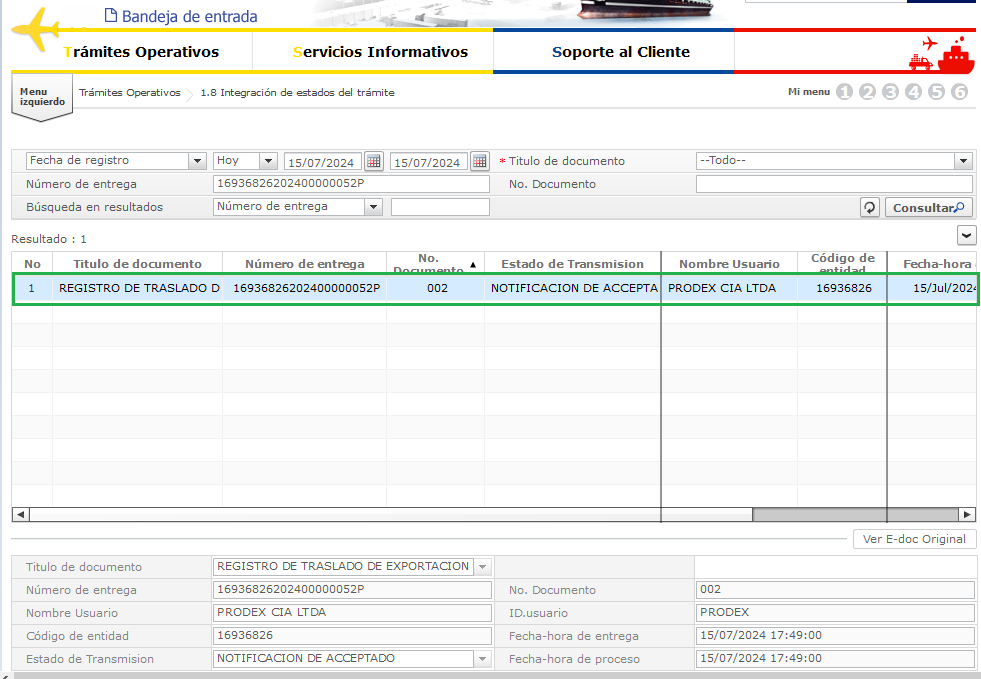 Bandeja de entrada
Trámites Operativos Servicios Informativos Soporte al Cliente
Menu izquierdo
Trámites Operativos 1.8 Integración de estados del trámite Mi menu 1 2 3 4 5 6
Fecha de registro Hoy 15/07/2024 15/07/2024 * Titulo de documento --Todo--
Número de entrega 16936826202400000052P No. Documento
Búsqueda en resultados Número de entrega Consultar
Resultado : 1
No Titulo de documento Número de entrega No. Documento Estado de Transmision Nombre Usuario Código de entidad Fecha-hora
1 REGISTRO DE TRASLADO D 16936826202400000052P 002 NOTIFICACION DE ACCEPTA PRODEX CIA LTDA 16936826 15/Jul/2024
Ver E-doc Original
Titulo de documento REGISTRO DE TRASLADO DE EXPORTACION
Número de entrega 16936826202400000052P No. Documento 002
Nombre Usuario PRODEX CIA LTDA ID.usuario PRODEX
Código de entidad 16936826 Fecha-hora de entrega 15/07/2024 17:49:00
Estado de Transmision NOTIFICACION DE ACCEPTADO Fecha-hora de proceso 15/07/2024 17:49:00